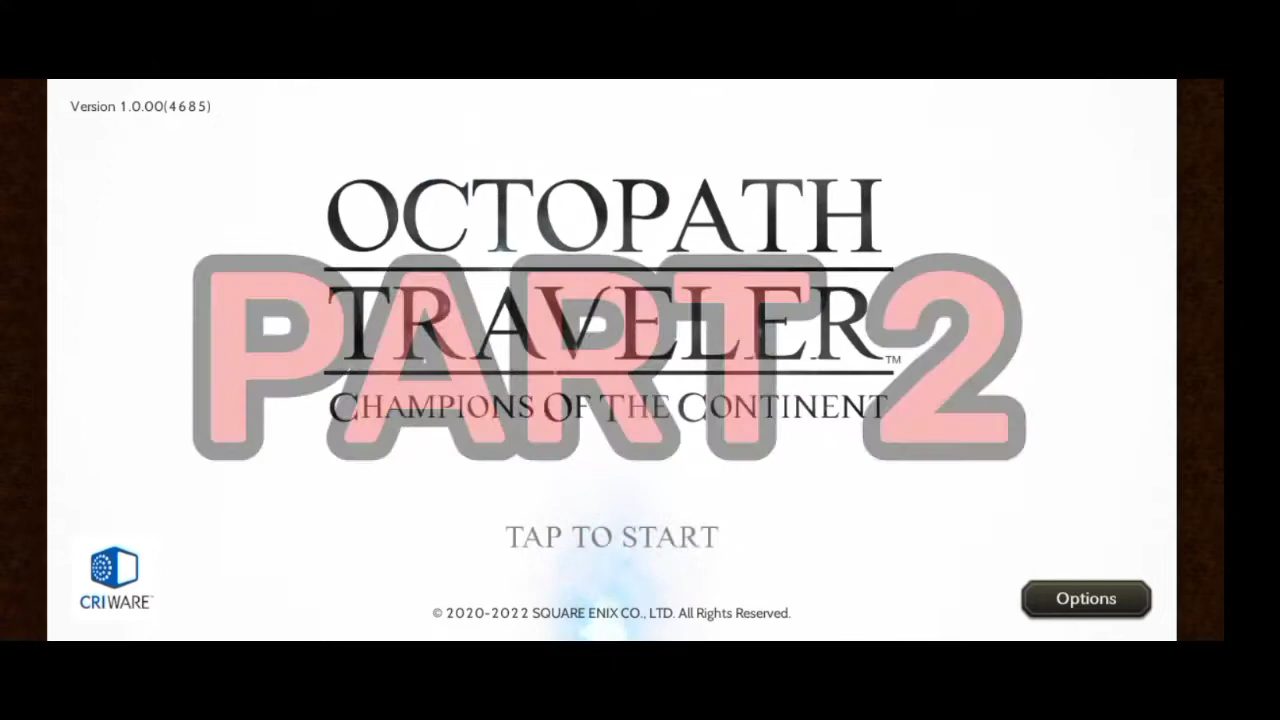 Version 1.0.00(4685)
OCTOPATH
TRAVELER™
CHAMPIONS OF THE CONTINENT
PART 2
TAP TO START
CRIWARE™
© 2020-2022 SQUARE ENIX CO., LTD. All Rights Reserved.
Options